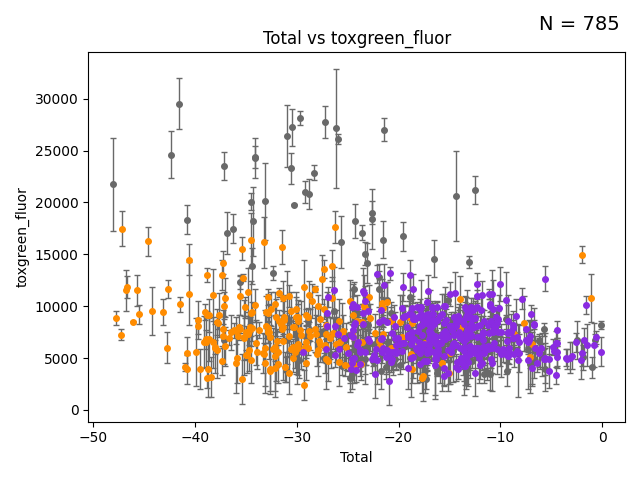 N = 785
Total vs toxgreen_fluor
toxgreen_fluor
30000
25000
20000
15000
10000
5000
0
−50 −40 −30 −20 −10 0
Total